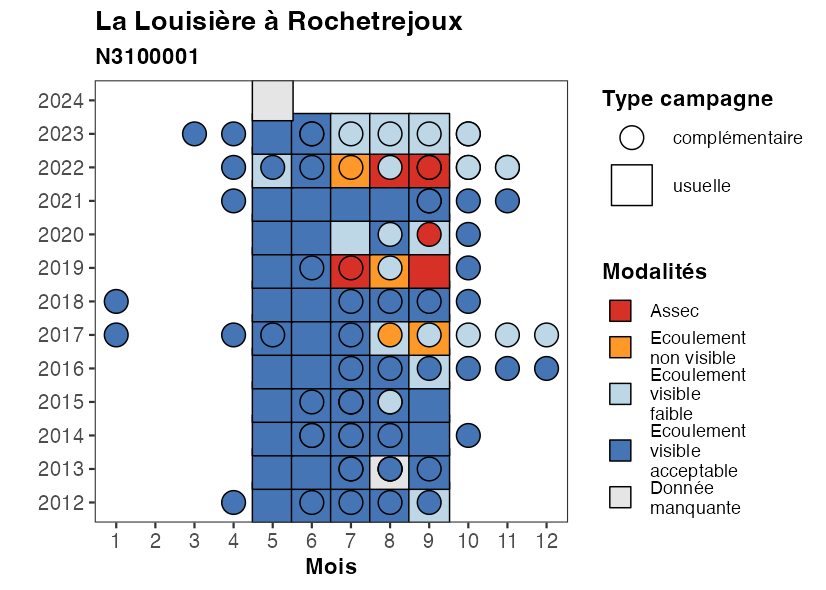 La Louisière à Rochetrejoux
N3100001
2024
2023
2022
2021
2020
2019
2018
2017
2016
2015
2014
2013
2012
1 2 3 4 5 6 7 8 9 10 11 12
Mois
Type campagne
complémentaire
usuelle
Modalités
Assec
Ecoulement
non visible
Ecoulement
visible
faible
Ecoulement
visible
acceptable
Donnée
manquante